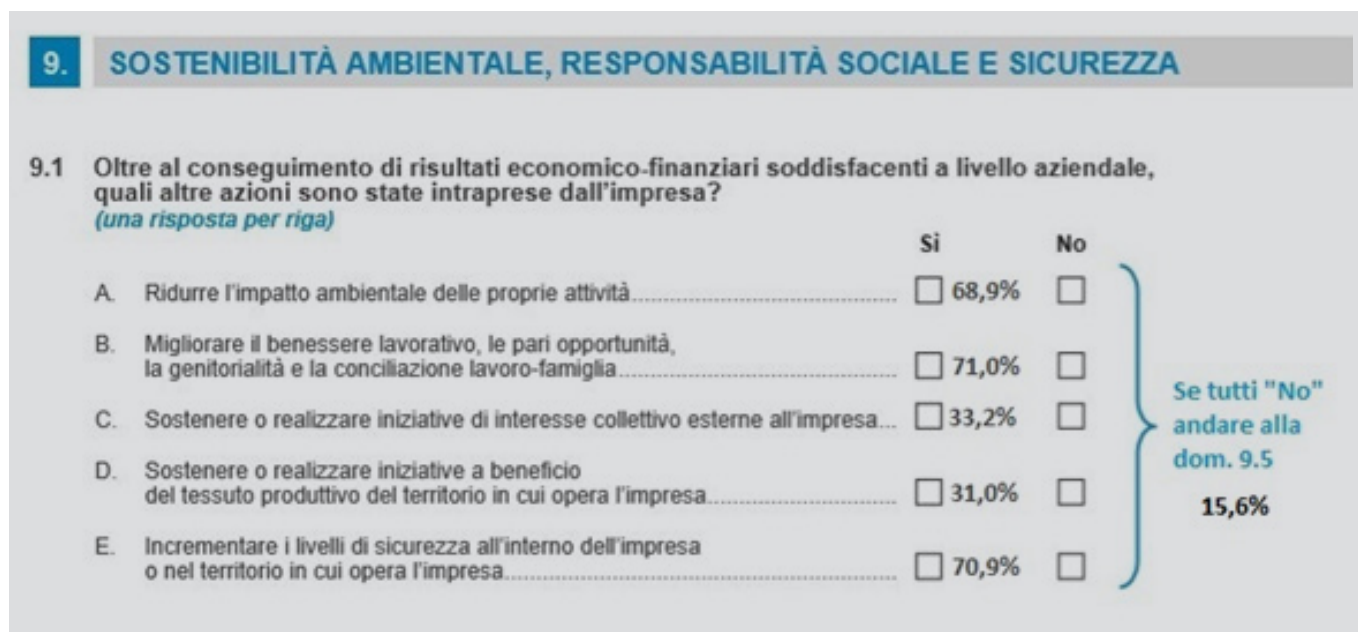 9. SOSTENIBILITÀ AMBIENTALE, RESPONSABILITÀ SOCIALE E SICUREZZA
9.1 Oltre al conseguimento di risultati economico-finanziari soddisfacenti a livello aziendale,
quali altre azioni sono state intraprese dall'impresa?
(una risposta per riga)
Sì No
A. Ridurre l'impatto ambientale delle proprie attività 68,9%
B. Migliorare il benessere lavorativo, le pari opportunità,
la genitorialità e la conciliazione lavoro-famiglia 71,0%
C. Sostenere o realizzare iniziative di interesse collettivo esterne all'impresa... 33,2%
D. Sostenere o realizzare iniziative a beneficio
del tessuto produttivo del territorio in cui opera l'impresa 31,0%
E. Incrementare i livelli di sicurezza all'interno dell'impresa
o nel territorio in cui opera l'impresa 70,9%
Se tutti "No"
andare alla
dom. 9.5
15,6%